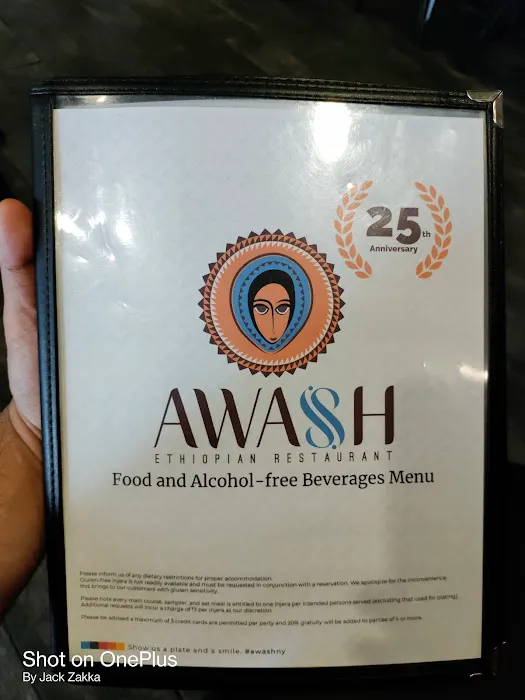 25th
Anniversary
AWASH
ETHIOPIAN RESTAURANT
Food and Alcohol-free Beverages Menu
Please inform us of any dietary restrictions for proper accommodation.
Gluten-free Injera is not readily available and must be requested in conjunction with a reservation. We apologize for the inconvenience
this brings to our customers with gluten sensitivity.
Please note every main course, sampler, and set meal is entitled to one injera per intended persons served (excluding that used for plating).
Additional requests will incur a charge of $1 per injera at our discretion.
Please be advised a maximum of 3 credit cards are permitted per party and 20% gratuity will be added to parties of 5 or more.
Show us a plate and a smile. #awashny
Shot on OnePlus
By Jack Zakka